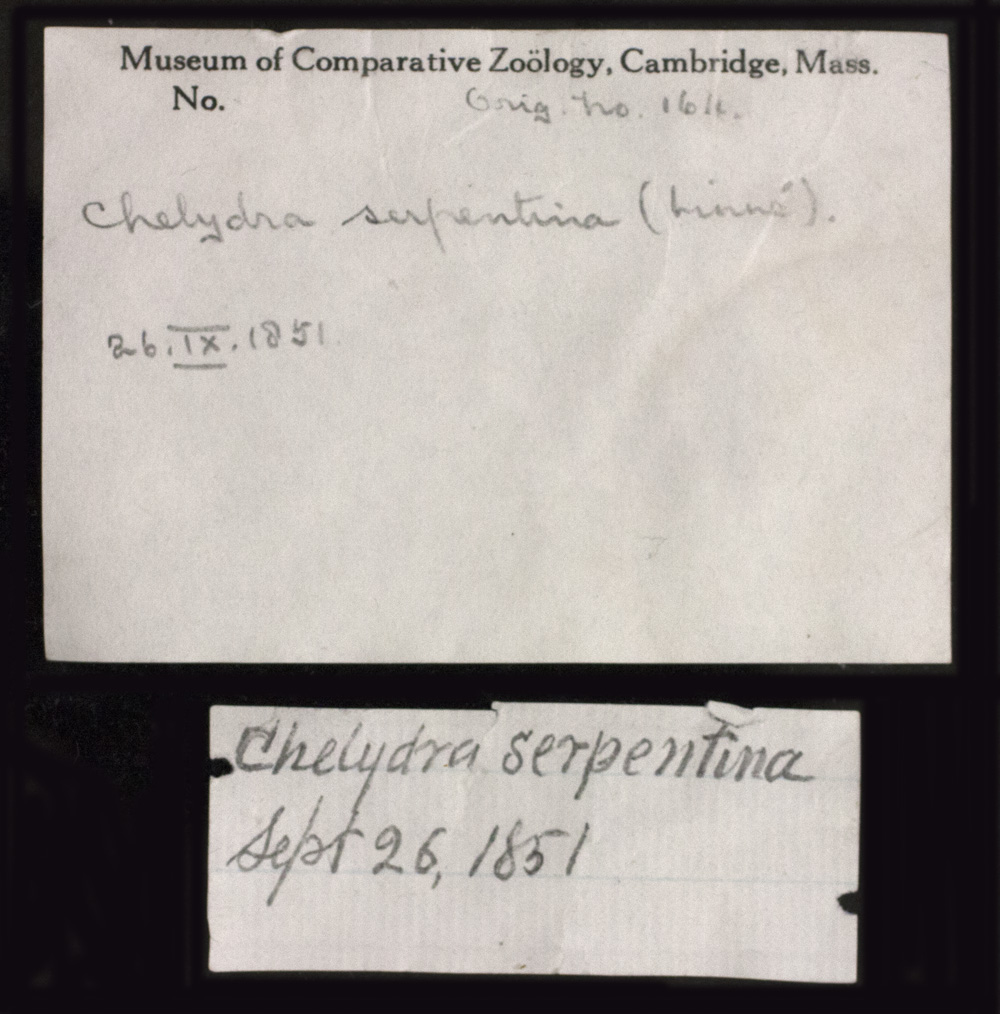 Museum of Comparative Zoölogy, Cambridge, Mass.
No. Orig. no. 164.
Chelydra serpentina (Linné).
26.IX.1851.
Chelydra serpentina
Sept 26, 1851